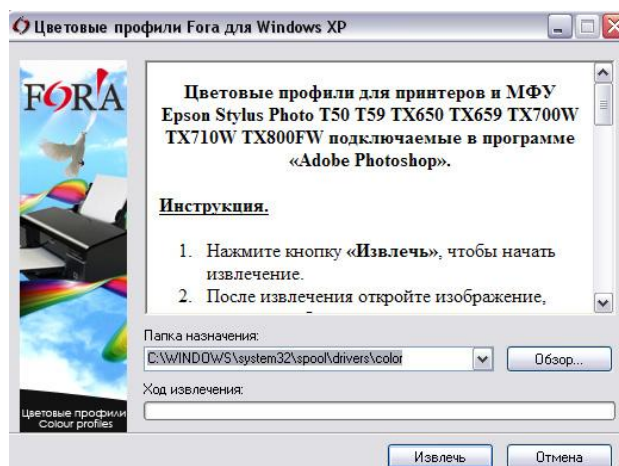 Цветовые профили Fora для Windows XP
FORA
Цветовые профили для принтеров и МФУ
Epson Stylus Photo T50 T59 TX650 TX659 TX700W
TX710W TX800FW подключаемые в программе
«Adobe Photoshop».
Инструкция.
1. Нажмите кнопку «Извлечь», чтобы начать
извлечение.
2. После извлечения откройте изображение,
Папка назначения:
C:\WINDOWS\system32\spool\drivers\color
Обзор...
Ход извлечения:
Цветовые профили
Colour profiles
Извлечь
Отмена